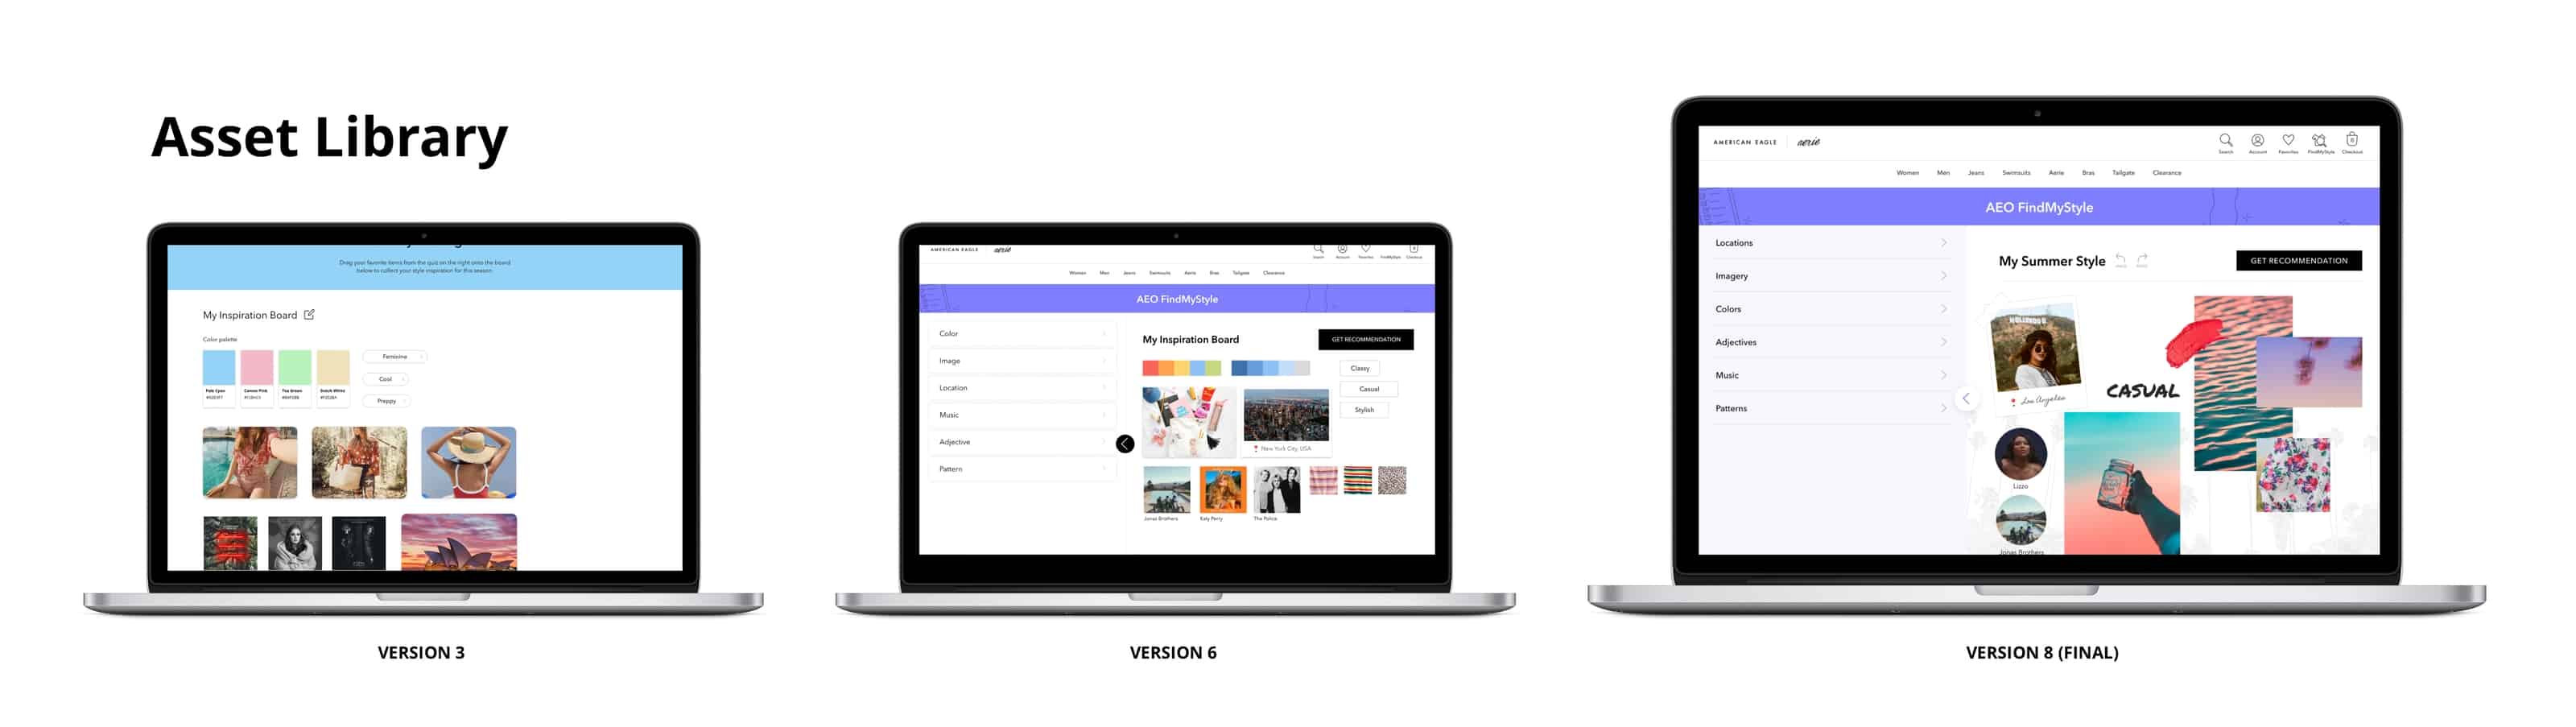 Asset Library
Drag your favorite items from the quiz on the right onto the board
below to collect your style inspiration for this season
My Inspiration Board
Color palette
Feminine
Cool
Preppy
VERSION 3
AMERICAN EAGLE aerie
Search Account Favorites FindMyStyle Checkout
Women Men Jeans Swimsuits Aerie Bras Tailgate Clearance
AEO FindMyStyle
Color
Image
Location
Music
Adjective
Pattern
My Inspiration Board
GET RECOMMENDATION
Classy
Casual
Stylish
New York City, USA
Jonas Brothers Katy Perry The Police
VERSION 6
AMERICAN EAGLE aerie
Search Account Favorites FindMyStyle Checkout
Women Men Jeans Swimsuits Aerie Bras Tailgate Clearance
AEO FindMyStyle
Locations
Imagery
Colors
Adjectives
Music
Patterns
My Summer Style
GET RECOMMENDATION
Los Angeles
CASUAL
Lizzo
Jonas Brothers
VERSION 8 (FINAL)